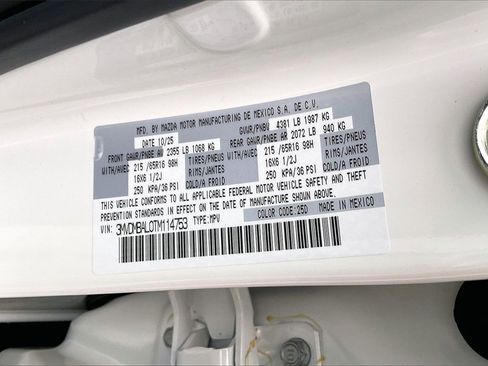 MFD. BY MAZDA MOTOR MANUFACTURING DE MEXICO S.A. DE C.V.
DATE 10/25 GVWR/PNBV 4381 LB 1987 KG
FRONT GAWR/PNBE AR 2355 LB 1068 KG REAR GAWR/PNBE AR 2072 LB 940 KG
WITH/AVEC 215 /65R16 98H TIRES/PNEUS WITH/AVEC 215 /65R16 98H TIRES/PNEUS
16X6 1/2J RIMS/JANTES 16X6 1/2J RIMS/JANTES
250 KPA/36 PSI COLD/A FROID 250 KPA/36 PSI COLD/A FROID
THIS VEHICLE CONFORMS TO ALL APPLICABLE FEDERAL MOTOR VEHICLE SAFETY AND THEFT
PREVENTION STANDARDS IN EFFECT ON THE DATE OF MANUFACTURE SHOWN ABOVE.
VIN: 3MVDMBAL0TM114753 TYPE:MPV COLOR CODE:25D MADE IN MEXICO